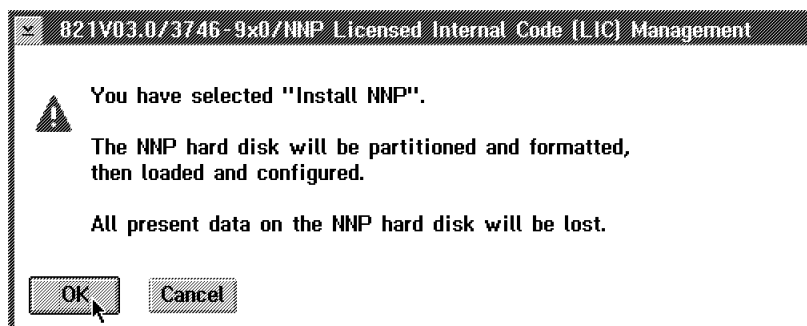 821V03.0/3746-9x0/NNP Licensed Internal Code (LIC) Management
You have selected "Install NNP".
The NNP hard disk will be partitioned and formatted,
then loaded and configured.
All present data on the NNP hard disk will be lost.
OK Cancel